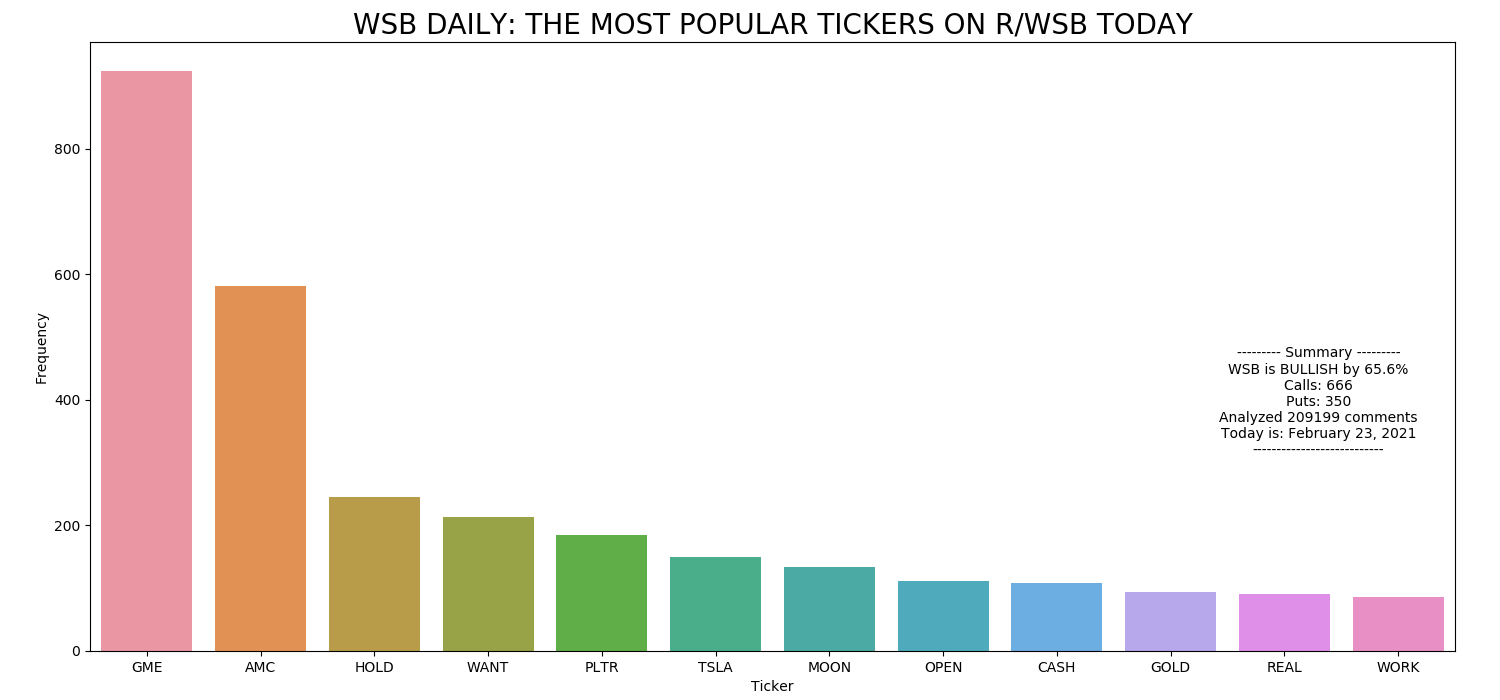 WSB DAILY: THE MOST POPULAR TICKERS ON R/WSB TODAY
800
600
400
200
0
Frequency
--------- Summary ---------
WSB is BULLISH by 65.6%
Calls: 666
Puts: 350
Analyzed 209199 comments
Today is: February 23, 2021
---------------------------
GME AMC HOLD WANT PLTR TSLA MOON OPEN CASH GOLD REAL WORK
Ticker